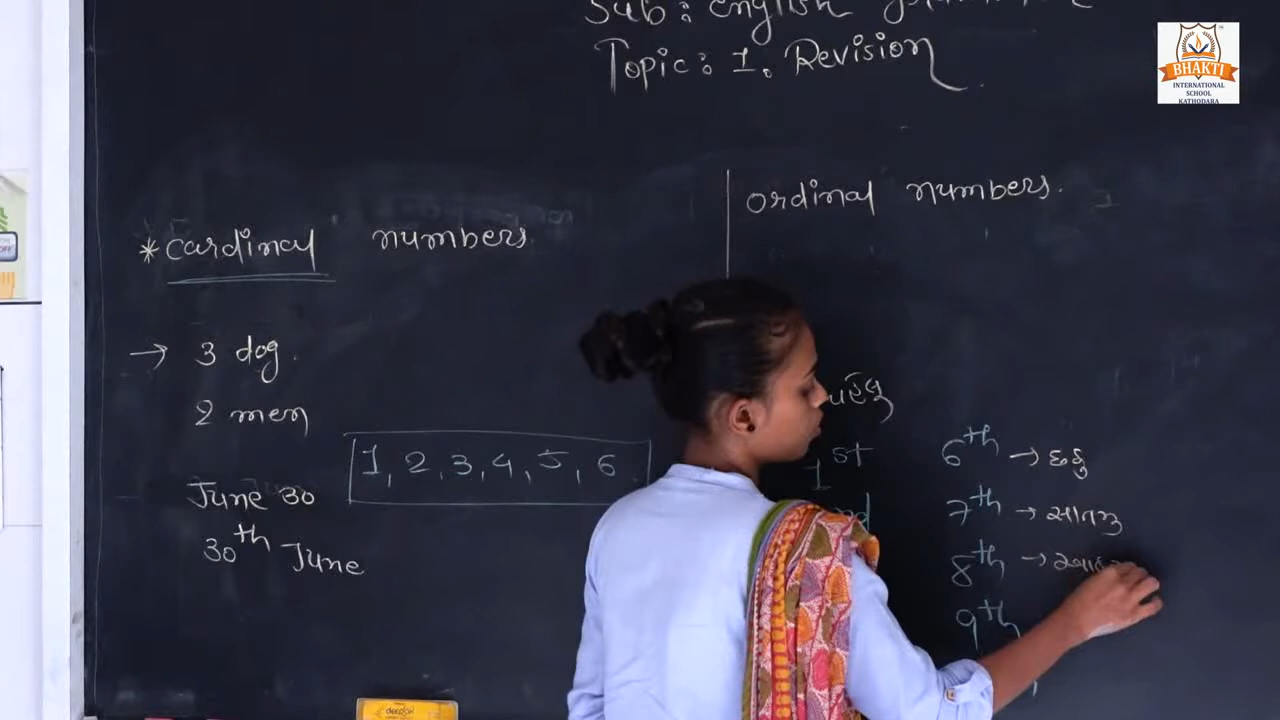 Sub: English
Topic: 1. Revision
BHAKTI
INTERNATIONAL
SCHOOL
KATHODARA
*cardinal numbers
ordinal numbers.
→ 3 dog.
2 men
1, 2, 3, 4, 5, 6
June 30
30th June
પહેલુ
1st
nd
6th → છઠ્ઠુ
7th → સાતમુ
8th →
9th